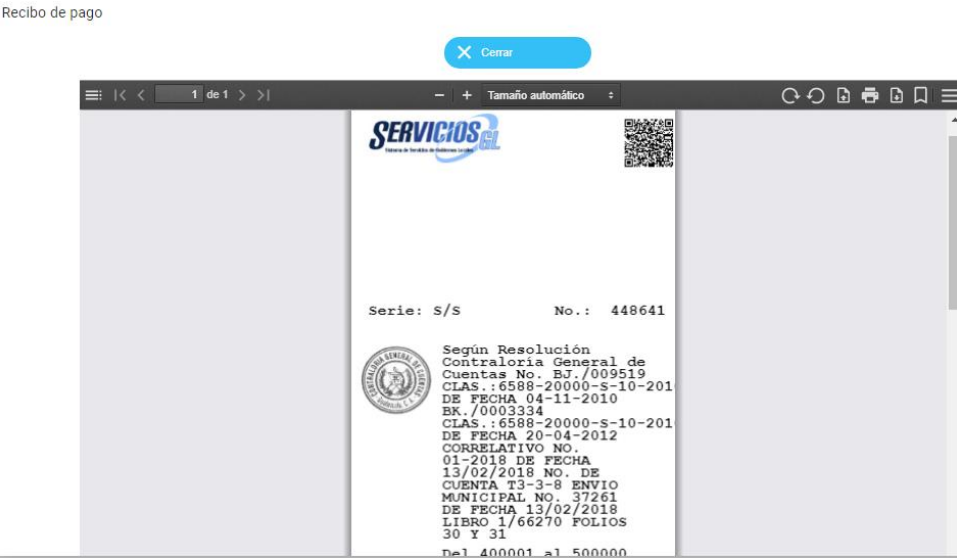 Recibo de pago
Cerrar
1 de 1
Tamaño automático
SERVICIOSGL
Serie: S/S No.: 448641
Según Resolución
Contraloría General de
Cuentas No. BJ./009519
CLAS.:6588-20000-S-10-201
DE FECHA 04-11-2010
BK./0003334
CLAS.:6588-20000-S-10-201
DE FECHA 20-04-2012
CORRELATIVO NO.
01-2018 DE FECHA
13/02/2018 NO. DE
CUENTA T3-3-8 ENVIO
MUNICIPAL NO. 37261
DE FECHA 13/02/2018
LIBRO 1/66270 FOLIOS
30 Y 31
Del 400001 al 500000